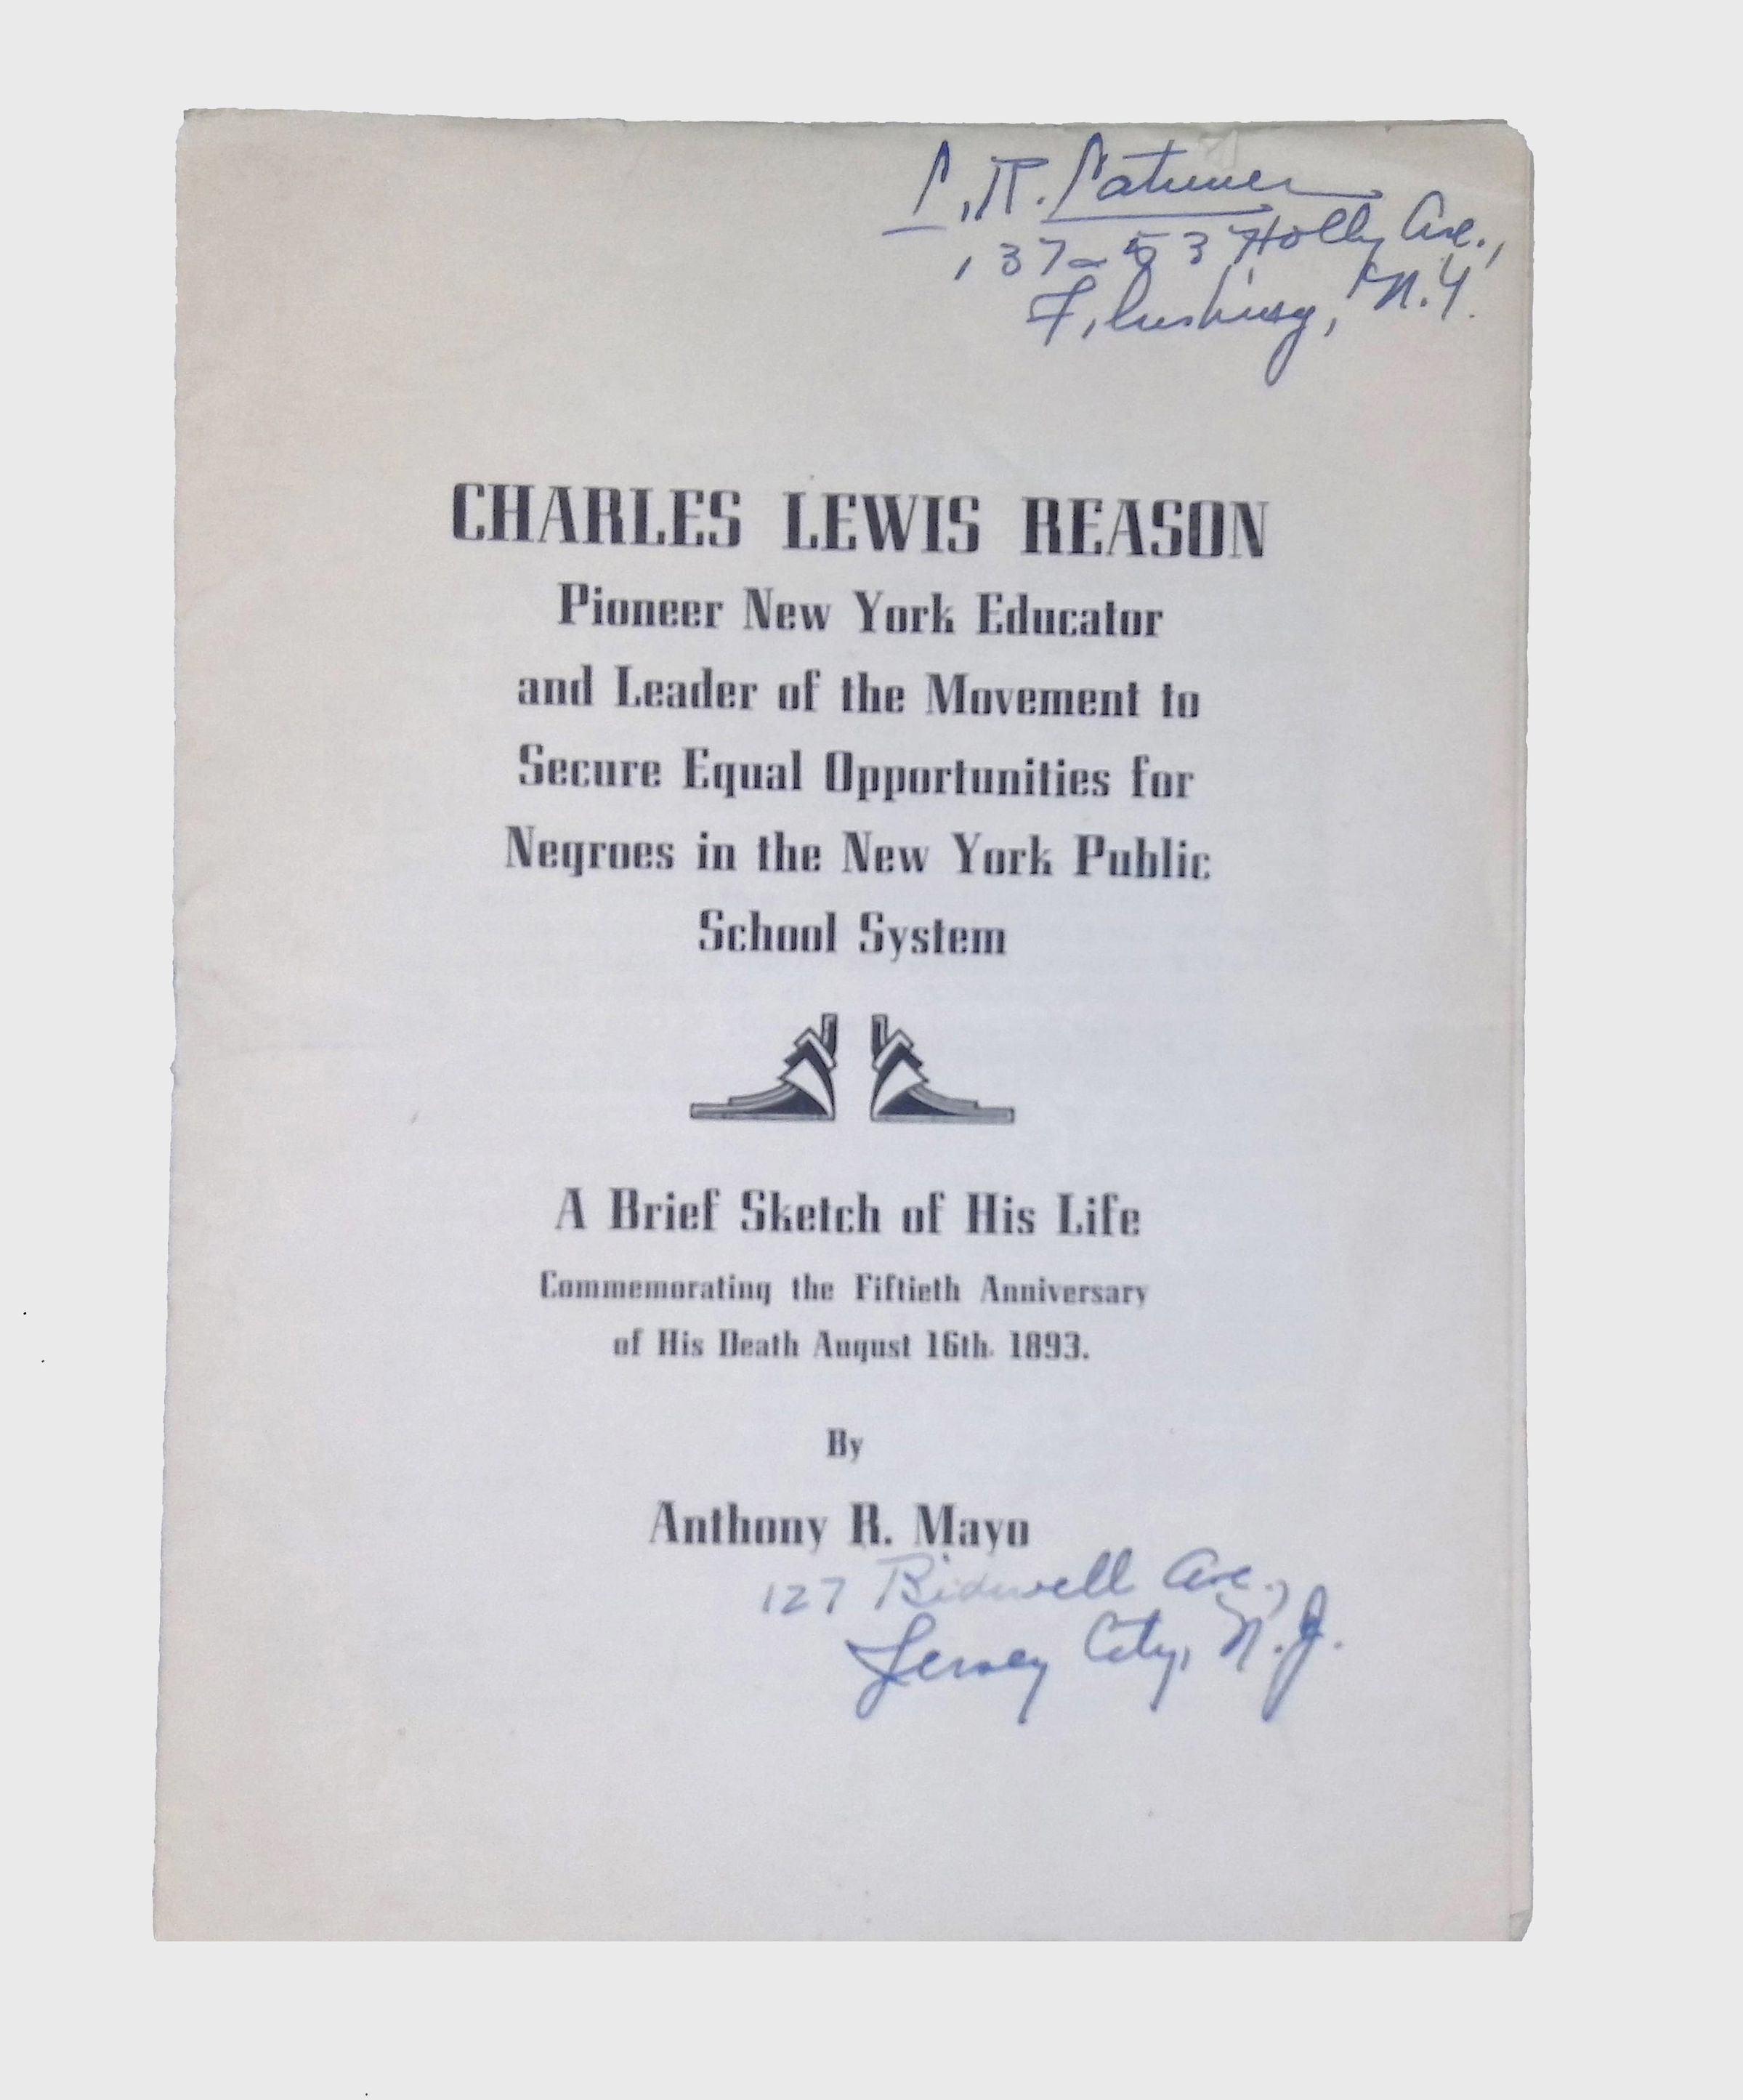 L. R. Latimer
137-53 Holly Ave.,
Flushing, N.Y.
CHARLES LEWIS REASON
Pioneer New York Educator
and Leader of the Movement to
Secure Equal Opportunities for
Negroes in the New York Public
School System
A Brief Sketch of His Life
Commemorating the Fiftieth Anniversary
of His Death August 16th. 1893.
By
Anthony R. Mayo
127 Bidwell Ave.,
Jersey City, N.J.